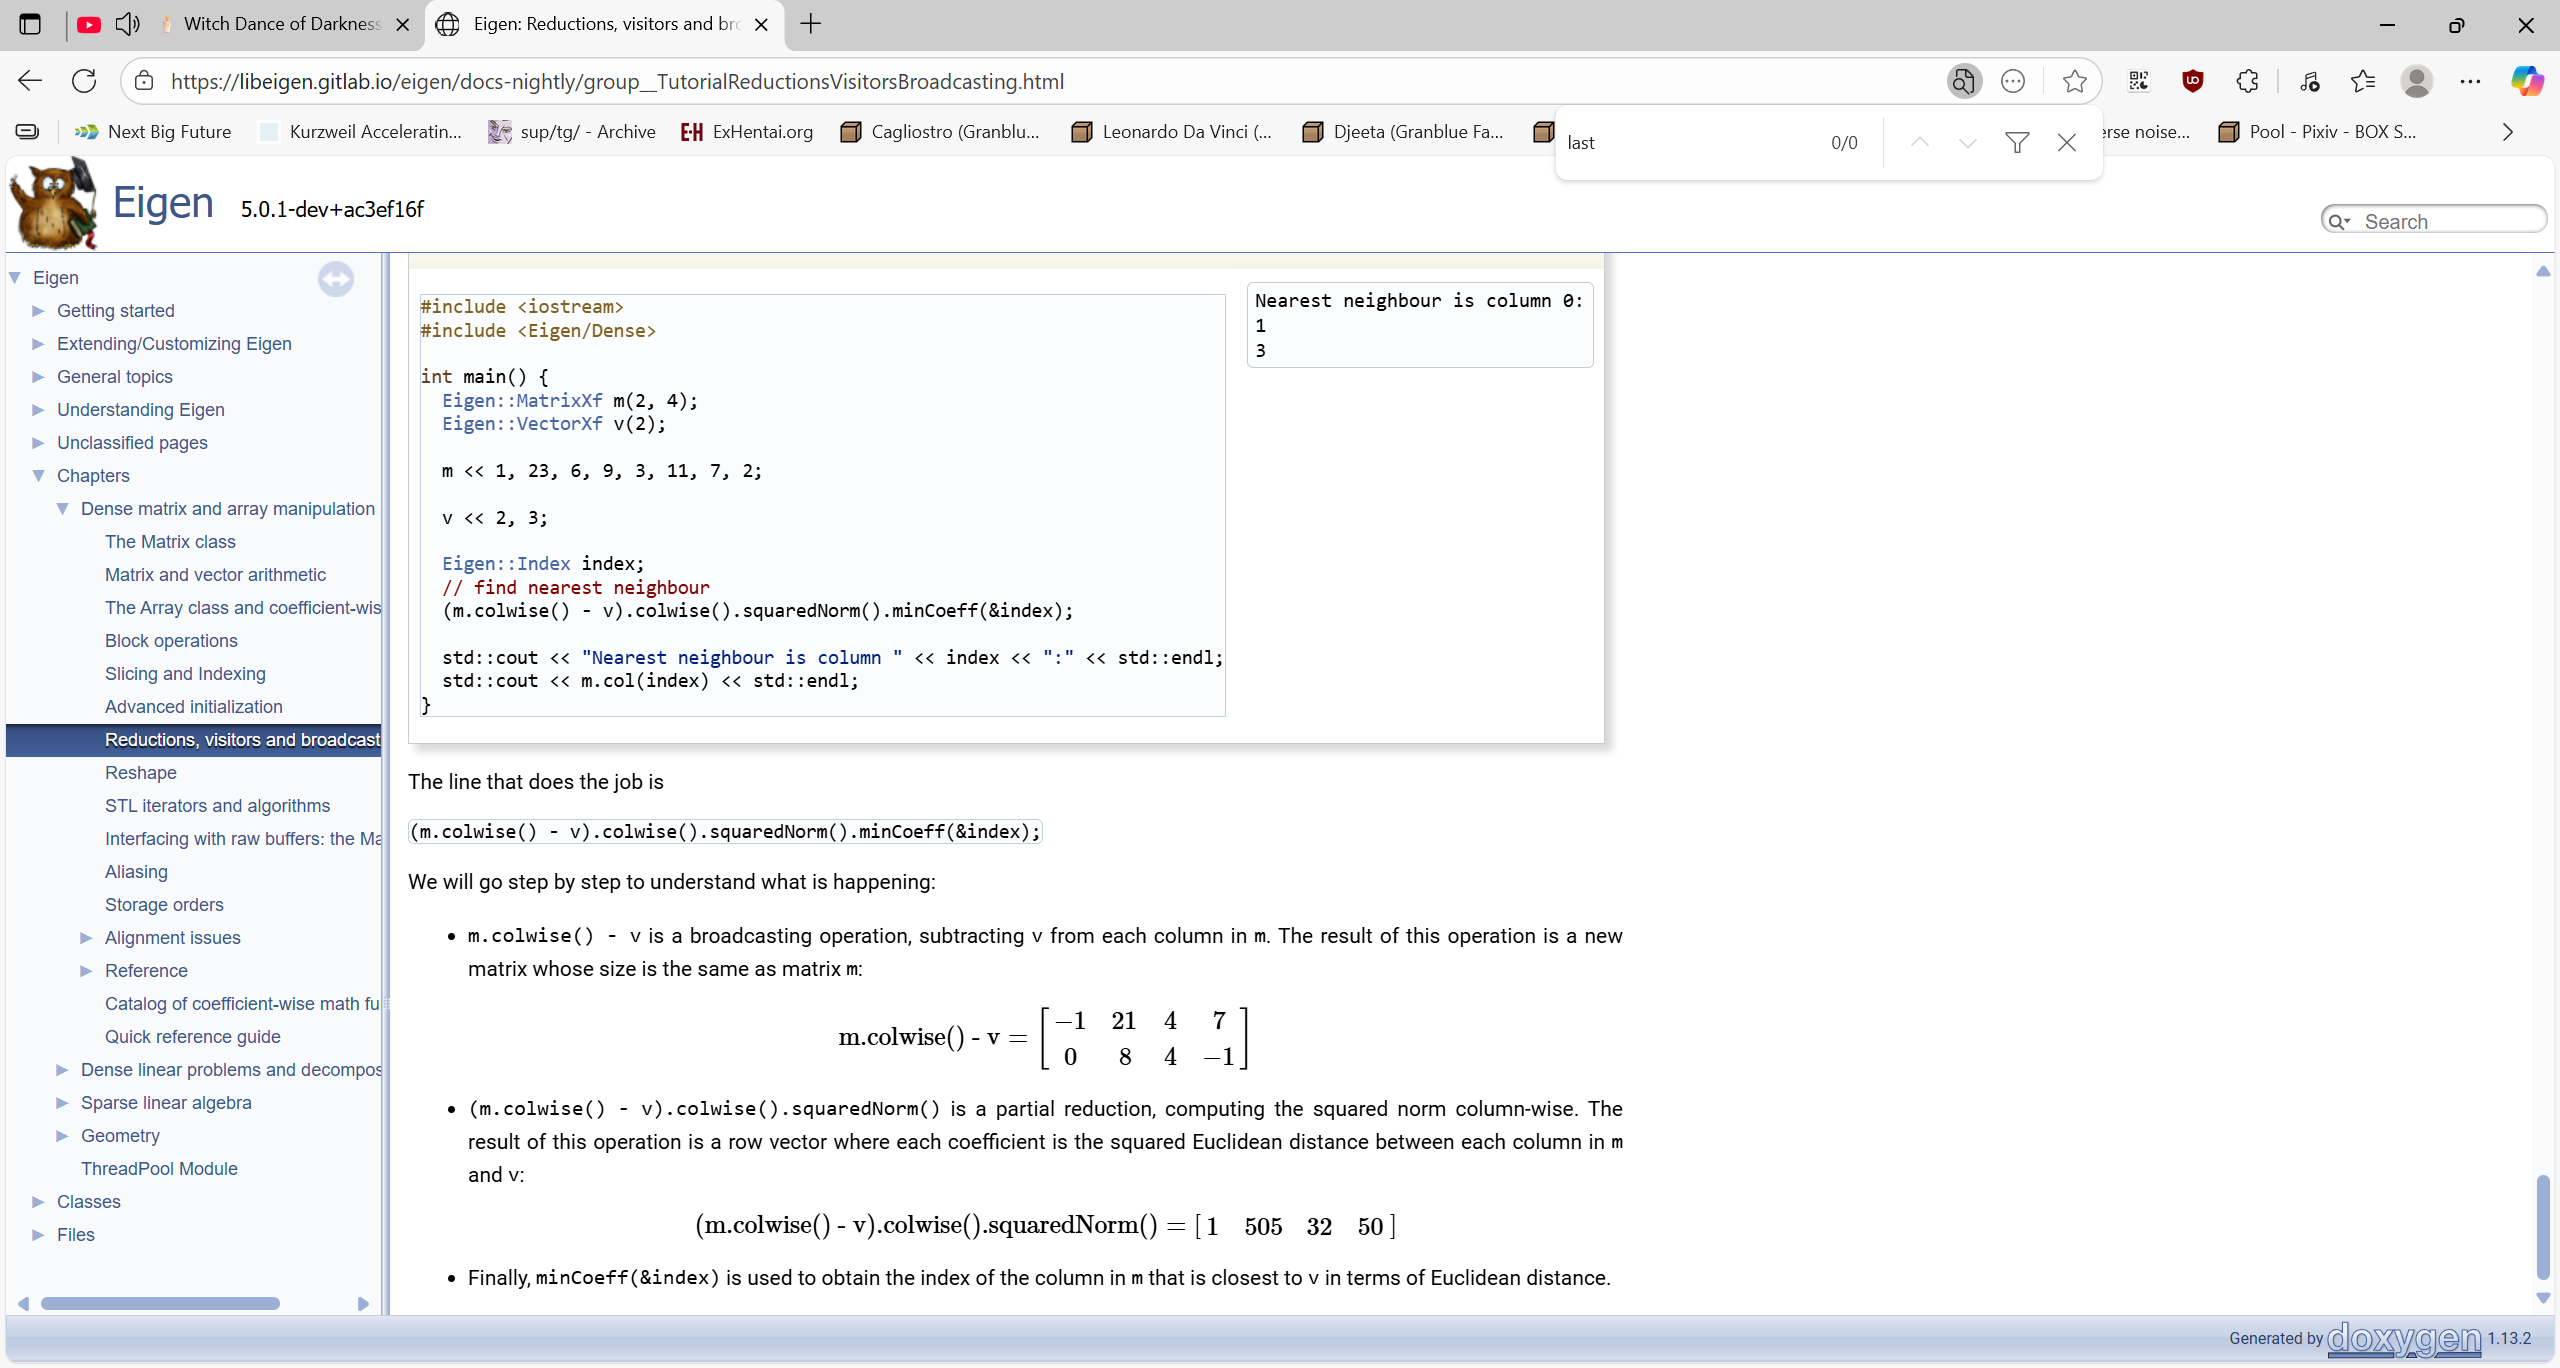 Witch Dance of Darkness
Eigen: Reductions, visitors and bro
https://libeigen.gitlab.io/eigen/docs-nightly/group__TutorialReductionsVisitorsBroadcasting.html
Next Big Future
Kurzweil Acceleratin...
sup/tg/ - Archive
ExHentai.org
Cagliostro (Granblu...
Leonardo Da Vinci (...
Djeeta (Granblue Fa...
erse noise...
Pool - Pixiv - BOX S...
last
0/0
Eigen 5.0.1-dev+ac3ef16f
Search
Eigen
Getting started
Extending/Customizing Eigen
General topics
Understanding Eigen
Unclassified pages
Chapters
Dense matrix and array manipulation
The Matrix class
Matrix and vector arithmetic
The Array class and coefficient-wis
Block operations
Slicing and Indexing
Advanced initialization
Reductions, visitors and broadcast
Reshape
STL iterators and algorithms
Interfacing with raw buffers: the Ma
Aliasing
Storage orders
Alignment issues
Reference
Catalog of coefficient-wise math fu
Quick reference guide
Dense linear problems and decompos
Sparse linear algebra
Geometry
ThreadPool Module
Classes
Files
#include <iostream>
#include <Eigen/Dense>
int main() {
Eigen::MatrixXf m(2, 4);
Eigen::VectorXf v(2);
m << 1, 23, 6, 9, 3, 11, 7, 2;
v << 2, 3;
Eigen::Index index;
// find nearest neighbour
(m.colwise() - v).colwise().squaredNorm().minCoeff(&index);
std::cout << "Nearest neighbour is column " << index << ":" << std::endl;
std::cout << m.col(index) << std::endl;
}
Nearest neighbour is column 0:
1
3
The line that does the job is
(m.colwise() - v).colwise().squaredNorm().minCoeff(&index);
We will go step by step to understand what is happening:
• m.colwise() - v is a broadcasting operation, subtracting v from each column in m. The result of this operation is a new
matrix whose size is the same as matrix m:
m.colwise() - v = [−1 21 4 7
0 8 4 −1]
• (m.colwise() - v).colwise().squaredNorm() is a partial reduction, computing the squared norm column-wise. The
result of this operation is a row vector where each coefficient is the squared Euclidean distance between each column in m
and v:
(m.colwise() - v).colwise().squaredNorm() = [ 1 505 32 50 ]
• Finally, minCoeff(&index) is used to obtain the index of the column in m that is closest to v in terms of Euclidean distance.
Generated by doxygen 1.13.2